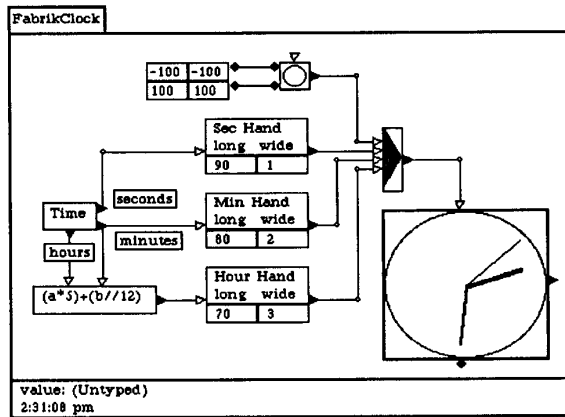 FabrikClock
-100 -100
100 100
Sec Hand
long wide
90 1
Time
seconds
minutes
hours
Min Hand
long wide
80 2
(a*5)+(b//12)
Hour Hand
long wide
70 3
value: (Untyped)
2:31:08 pm